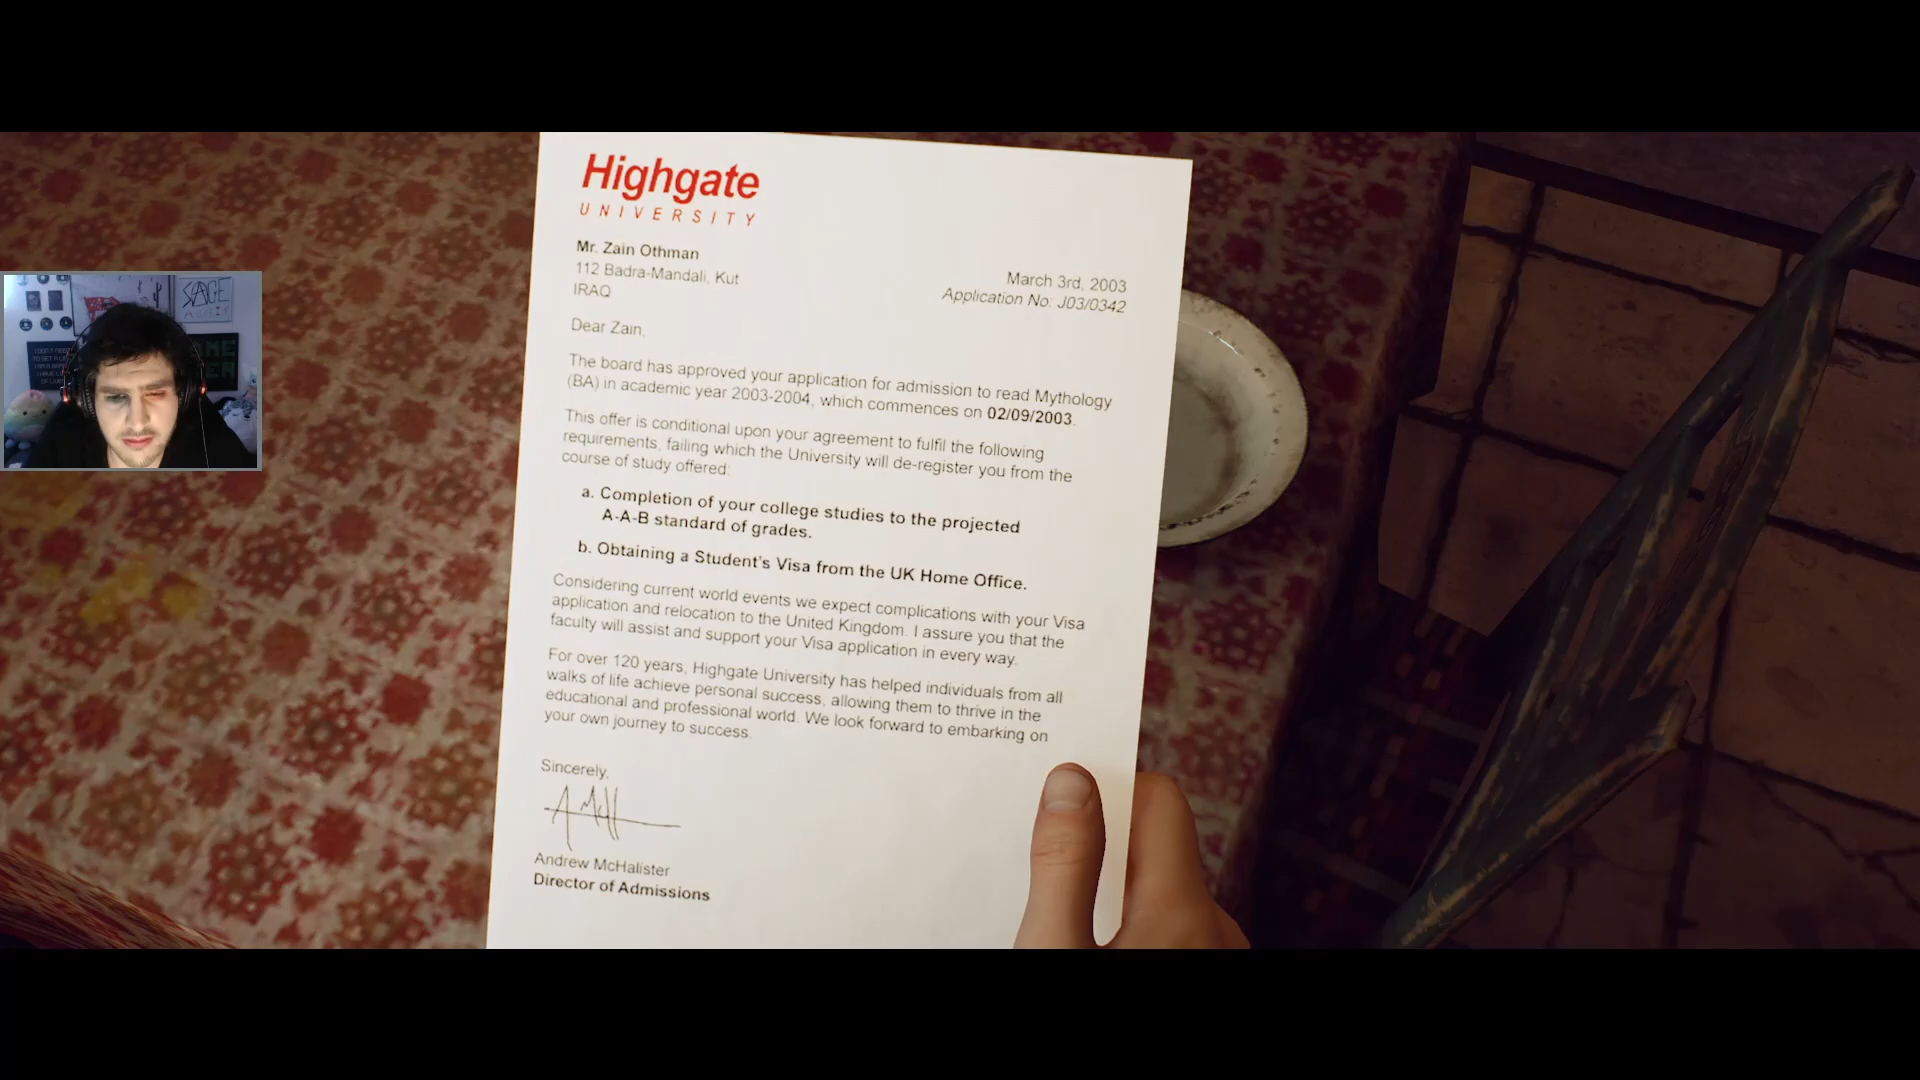 Highgate
UNIVERSITY
Mr. Zain Othman
112 Badra-Mandali, Kut
IRAQ
March 3rd, 2003
Application No: J03/0342
Dear Zain,
The board has approved your application for admission to read Mythology
(BA) in academic year 2003-2004, which commences on 02/09/2003.
This offer is conditional upon your agreement to fulfil the following
requirements, failing which the University will de-register you from the
course of study offered:
a. Completion of your college studies to the projected
A-A-B standard of grades.
b. Obtaining a Student's Visa from the UK Home Office.
Considering current world events we expect complications with your Visa
application and relocation to the United Kingdom. I assure you that the
faculty will assist and support your Visa application in every way.
For over 120 years, Highgate University has helped individuals from all
walks of life achieve personal success, allowing them to thrive in the
educational and professional world. We look forward to embarking on
your own journey to success.
Sincerely,
Andrew McHalister
Director of Admissions